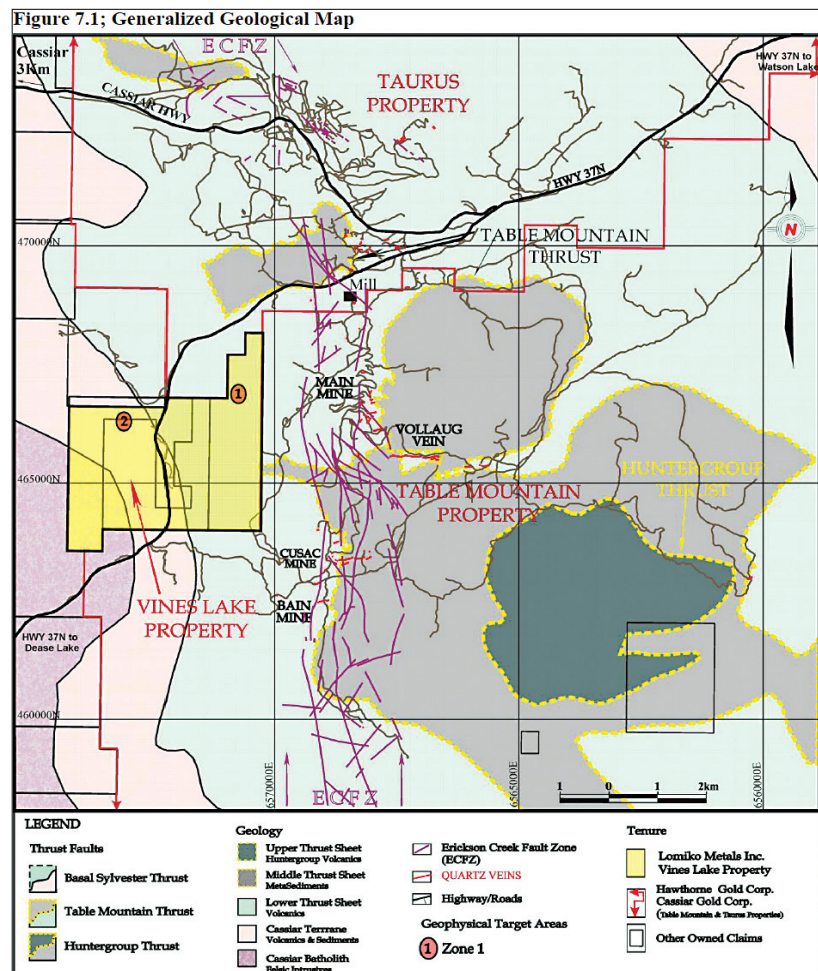 Figure 7.1; Generalized Geological Map
E C F Z
Cassiar
3Km
HWY 37N to
Watson Lake
TAURUS
PROPERTY
CASSIAR HWY
HWY 37N
N
470000N
TABLE MOUNTAIN
THRUST
Mill
MAIN
MINE
1
2
VOLLAUG
VEIN
465000N
HUNTERGROUP
THRUST
TABLE MOUNTAIN
PROPERTY
CUSAC
MINE
VINES LAKE
PROPERTY
BAIN
MINE
HWY 37N to
Dease Lake
460000N
6570000E
6565000E
6560000E
1 0 1 2km
E C F Z
LEGEND
Thrust Faults
Basal Sylvester Thrust
Table Mountain Thrust
Huntergroup Thrust
Geology
Upper Thrust Sheet
Huntergroup Volcanics
Middle Thrust Sheet
MetaSediments
Lower Thrust Sheet
Volcanics
Cassiar Terrrane
Volcanics & Sediments
Cassiar Batholith
Erickson Creek Fault Zone
(ECFZ)
QUARTZ VEINS
Highway/Roads
Geophysical Target Areas
1 Zone 1
Tenure
Lomiko Metals Inc.
Vines Lake Property
Hawthorne Gold Corp.
Cassiar Gold Corp.
(Table Mountain & Taurus Properties)
Other Owned Claims